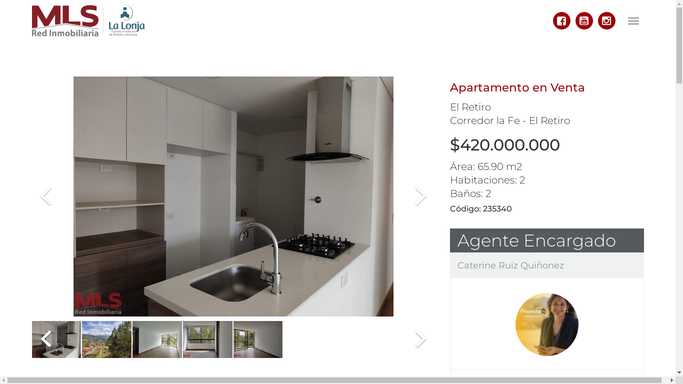 MLS
Red Inmobiliaria
La Lonja
Apartamento en Venta
El Retiro
Corredor la Fe - El Retiro
$420.000.000
Área: 65.90 m2
Habitaciones: 2
Baños: 2
Código: 235340
Agente Encargado
Caterine Ruiz Quiñonez
MLS
Red Inmobiliaria